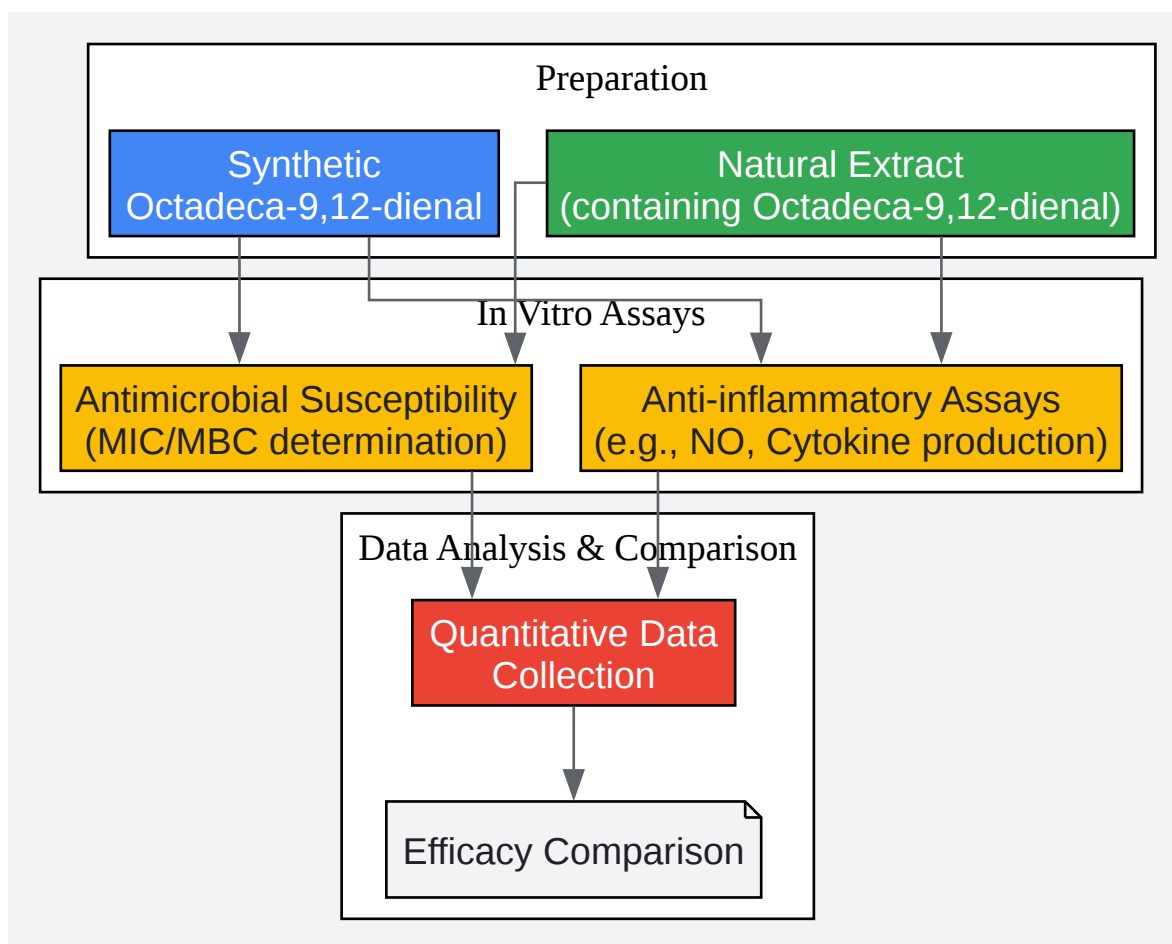 Preparation
Synthetic
Octadeca-9,12-dienal
Natural Extract
(containing Octadeca-9,12-dienal)
In Vitro Assays
Antimicrobial Susceptibility
(MIC/MBC determination)
Anti-inflammatory Assays
(e.g., NO, Cytokine production)
Data Analysis & Comparison
Quantitative Data
Collection
Efficacy Comparison